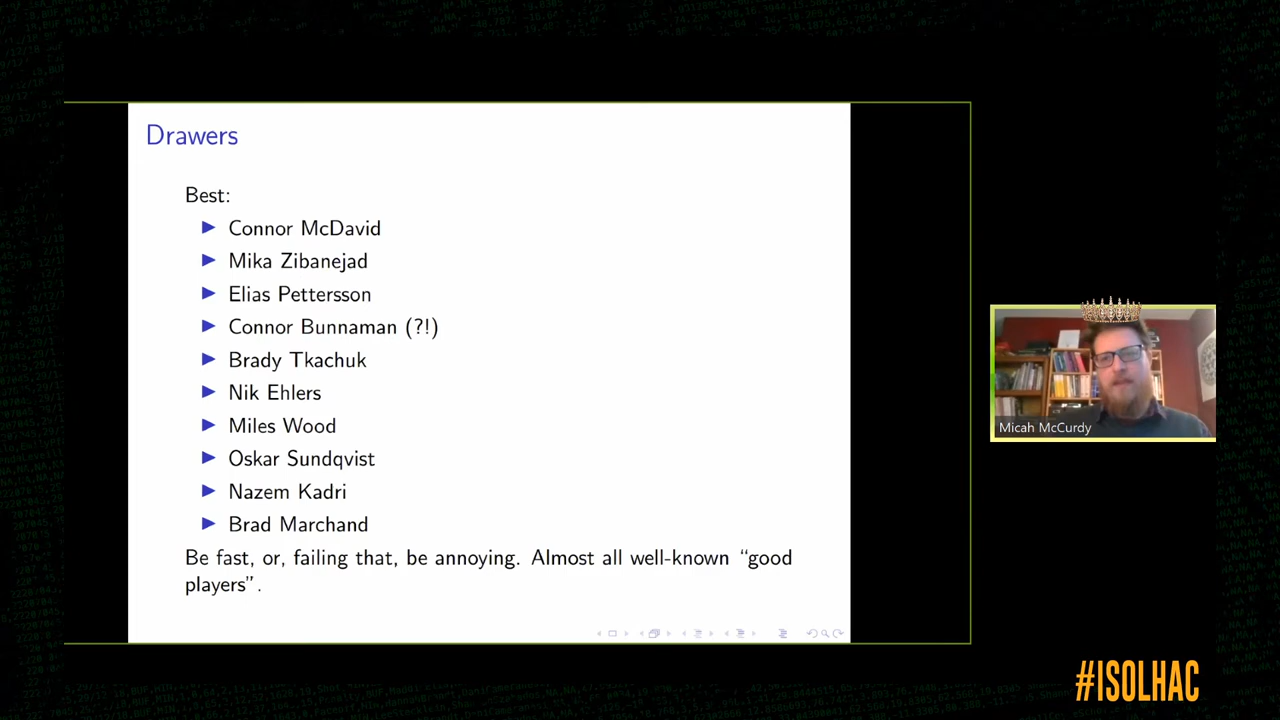 Drawers
Best:
Connor McDavid
Mika Zibanejad
Elias Pettersson
Connor Bunnaman (?!)
Brady Tkachuk
Nik Ehlers
Miles Wood
Oskar Sundqvist
Nazem Kadri
Brad Marchand
Be fast, or, failing that, be annoying. Almost all well-known “good
players”.
Micah McCurdy
#ISOLHAC